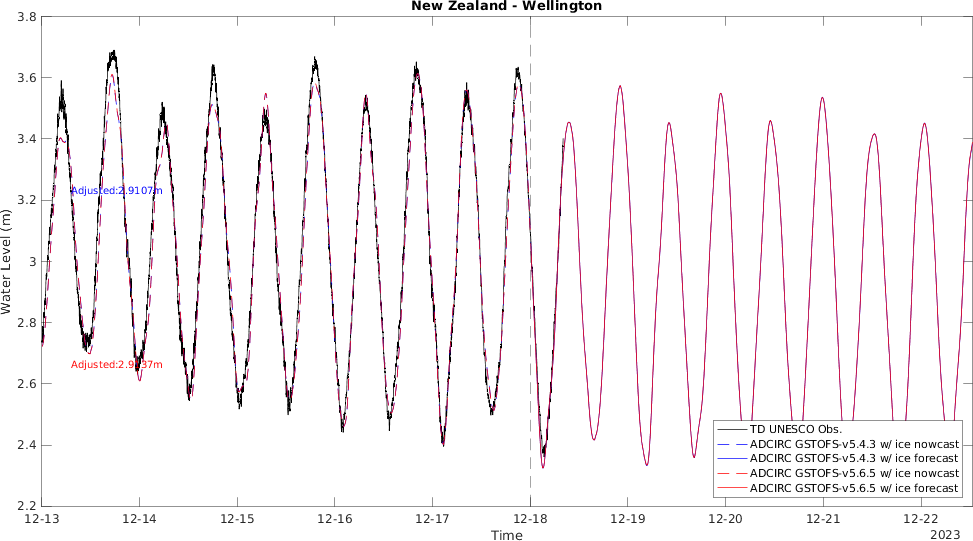 New Zealand - Wellington
3.8
3.6
3.4
3.2
3
2.8
2.6
2.4
2.2
Water Level (m)
Adjusted:2.9107m
TD UNESCO Obs.
ADCIRC GSTOFS-v5.4.3 w/ ice nowcast
ADCIRC GSTOFS-v5.4.3 w/ ice forecast
ADCIRC GSTOFS-v5.6.5 w/ ice nowcast
ADCIRC GSTOFS-v5.6.5 w/ ice forecast
12-13
12-14
12-15
12-16
12-17
12-18
12-19
12-20
12-21
12-22
Time
2023